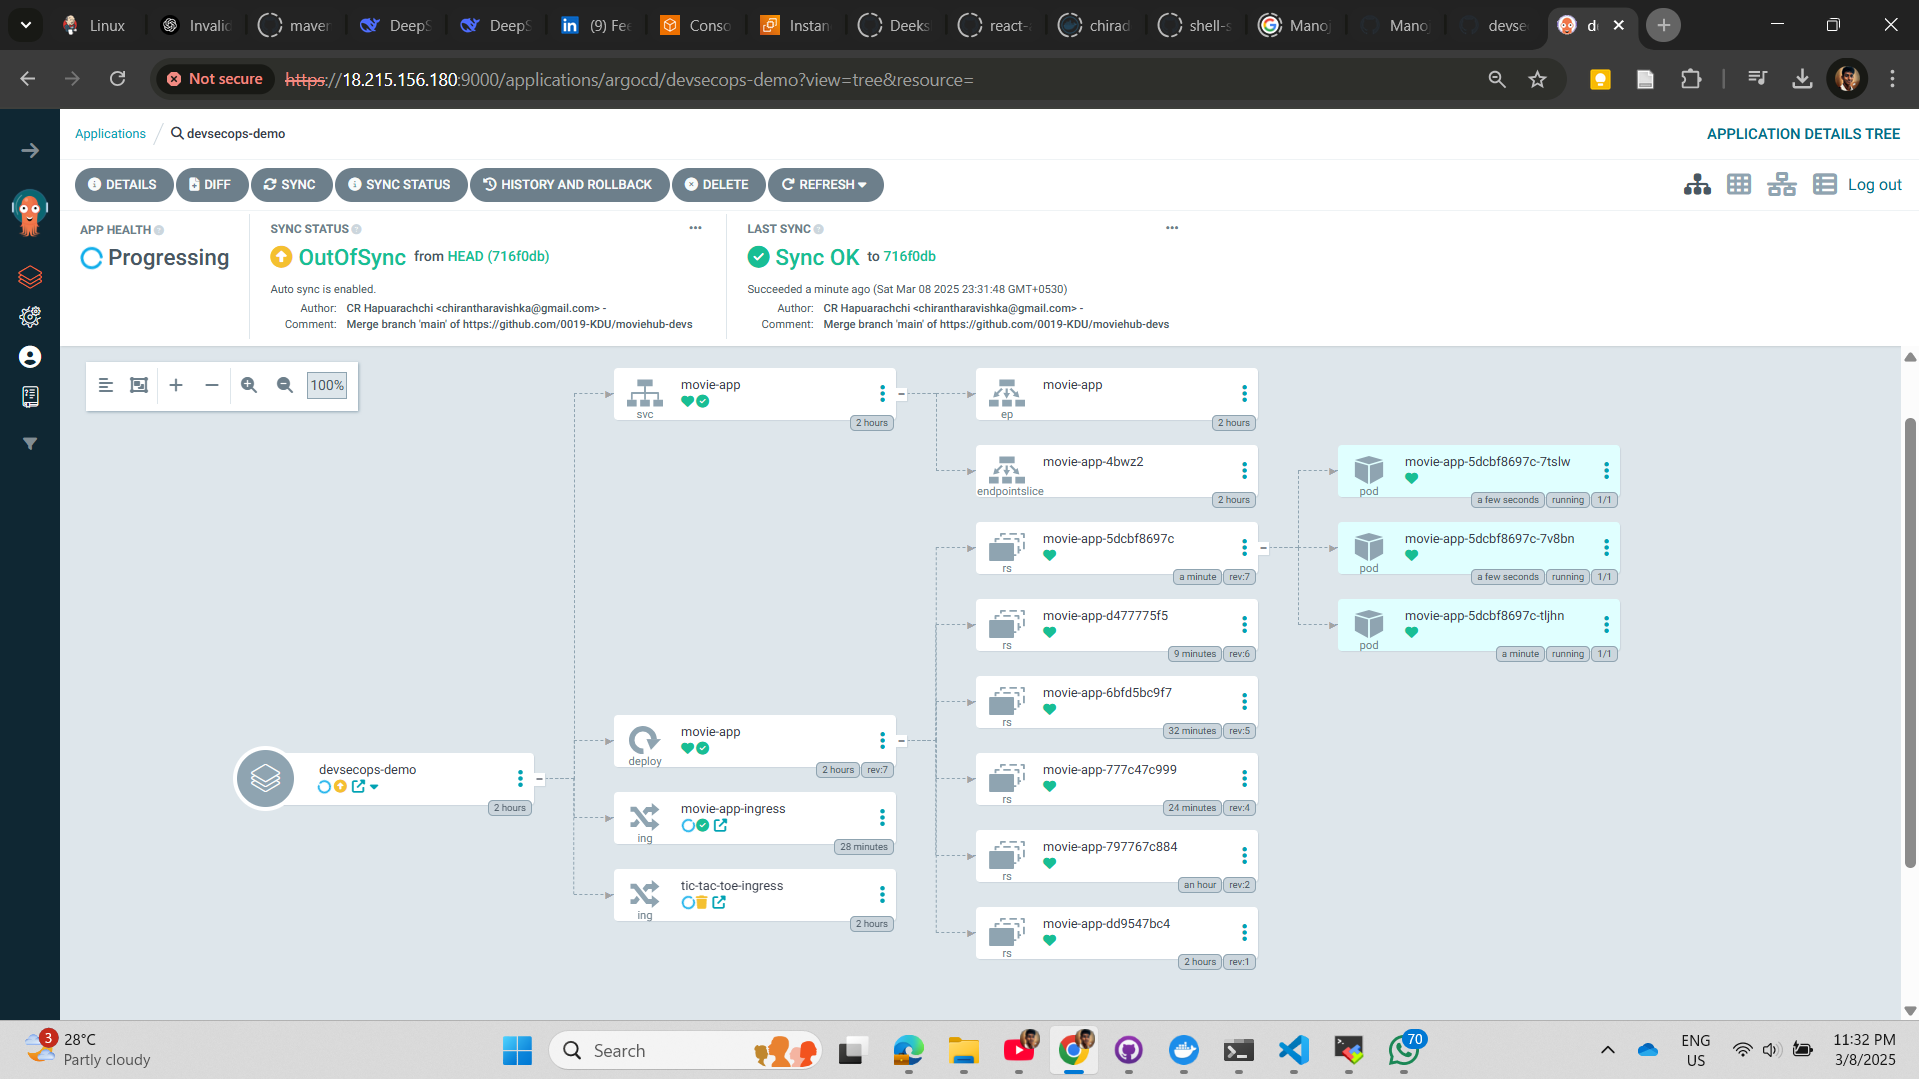 Linux
Invalid
maven
DeepS
DeepS
(9) Fee
Conso
Instan
Deeks
react-
chirad
shell-s
Manoj
Manoj
devsec
de
Not secure
https://18.215.156.180:9000/applications/argocd/devsecops-demo?view=tree&resource=
Applications / devsecops-demo
APPLICATION DETAILS TREE
DETAILS
DIFF
SYNC
SYNC STATUS
HISTORY AND ROLLBACK
DELETE
REFRESH
Log out
APP HEALTH
Progressing
SYNC STATUS
OutOfSync from HEAD (716f0db)
Auto sync is enabled.
Author: CR Hapuarachchi <chirantharavishka@gmail.com> -
Comment: Merge branch 'main' of https://github.com/0019-KDU/moviehub-devs
LAST SYNC
Sync OK to 716f0db
Succeeded a minute ago (Sat Mar 08 2025 23:31:48 GMT+0530)
Author: CR Hapuarachchi <chirantharavishka@gmail.com> -
Comment: Merge branch 'main' of https://github.com/0019-KDU/moviehub-devs
100%
devsecops-demo
2 hours
movie-app
svc
2 hours
movie-app
deploy
2 hours rev:7
movie-app-ingress
ing
28 minutes
tic-tac-toe-ingress
ing
2 hours
movie-app
ep
2 hours
movie-app-4bwz2
endpointslice
2 hours
movie-app-5dcbf8697c
rs
a minute rev:7
movie-app-d477775f5
rs
9 minutes rev:6
movie-app-6bfd5bc9f7
rs
32 minutes rev:5
movie-app-777c47c999
rs
24 minutes rev:4
movie-app-797767c884
rs
an hour rev:2
movie-app-dd9547bc4
rs
2 hours rev:1
movie-app-5dcbf8697c-7tslw
pod
a few seconds running 1/1
movie-app-5dcbf8697c-7v8bn
pod
a few seconds running 1/1
movie-app-5dcbf8697c-tljhn
pod
a minute running 1/1
3
28°C
Partly cloudy
Search
70
ENG
US
11:32 PM
3/8/2025